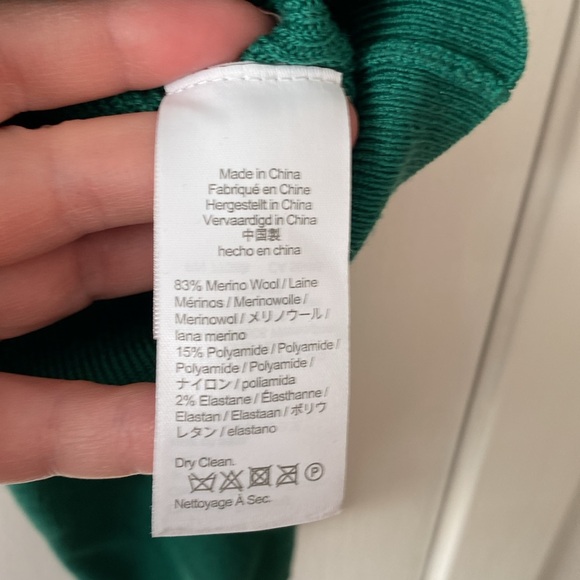 Made in China
Fabriqué en Chine
Hergestellt in China
Vervaardigd in China
中国製
hecho en china
83% Merino Wool / Laine
Mérinos / Merinowolle /
Merinowol / メリノウール /
lana merino
15% Polyamide / Polyamide /
Polyamide / Polyamide /
ナイロン / poliamida
2% Elastane / Élasthanne /
Elastan / Elastaan / ポリウ
レタン / elastano
Dry Clean.
P
Nettoyage À Sec.